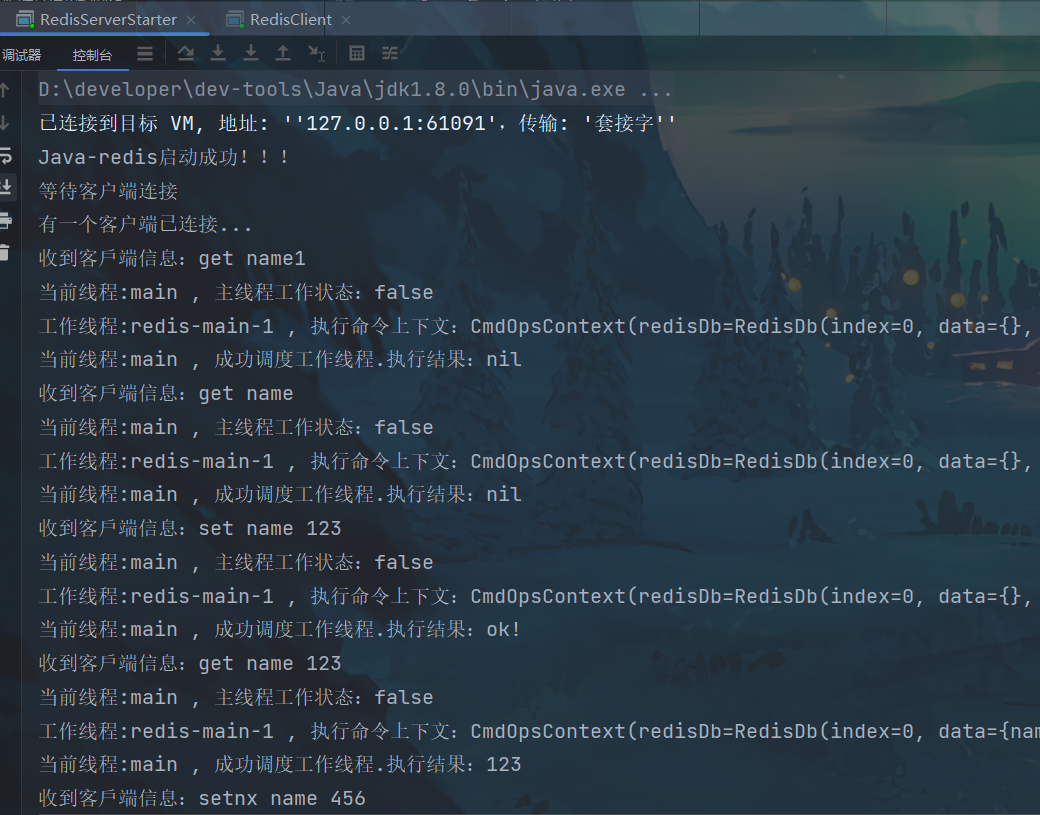 RedisServerStarter × RedisClient ×
调试器 控制台
D:\developer\dev-tools\Java\jdk1.8.0\bin\java.exe ...
已连接到目标 VM, 地址: ''127.0.0.1:61091'，传输: '套接字''
Java-redis启动成功！！！
等待客户端连接
有一个客户端已连接...
收到客戶端信息：get name1
当前线程:main , 主线程工作状态：false
工作线程:redis-main-1 , 执行命令上下文：CmdOpsContext(redisDb=RedisDb(index=0, data={},
当前线程:main , 成功调度工作线程.执行结果：nil
收到客戶端信息：get name
当前线程:main , 主线程工作状态：false
工作线程:redis-main-1 , 执行命令上下文：CmdOpsContext(redisDb=RedisDb(index=0, data={},
当前线程:main , 成功调度工作线程.执行结果：nil
收到客戶端信息：set name 123
当前线程:main , 主线程工作状态：false
工作线程:redis-main-1 , 执行命令上下文：CmdOpsContext(redisDb=RedisDb(index=0, data={},
当前线程:main , 成功调度工作线程.执行结果：ok!
收到客戶端信息：get name 123
当前线程:main , 主线程工作状态：false
工作线程:redis-main-1 , 执行命令上下文：CmdOpsContext(redisDb=RedisDb(index=0, data={nam
当前线程:main , 成功调度工作线程.执行结果：123
收到客戶端信息：setnx name 456